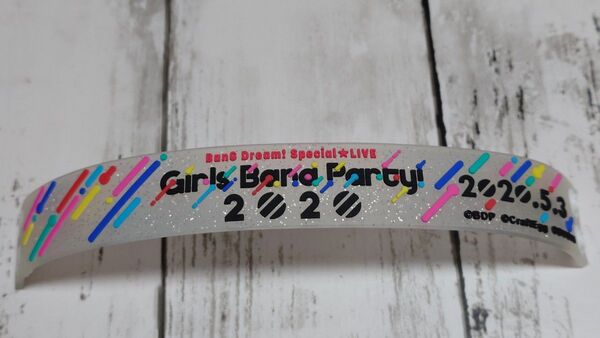 BanG Dream! Special☆LIVE
Girls Band Party!
2020
2020.5.3
©BDP ©Craft Egg